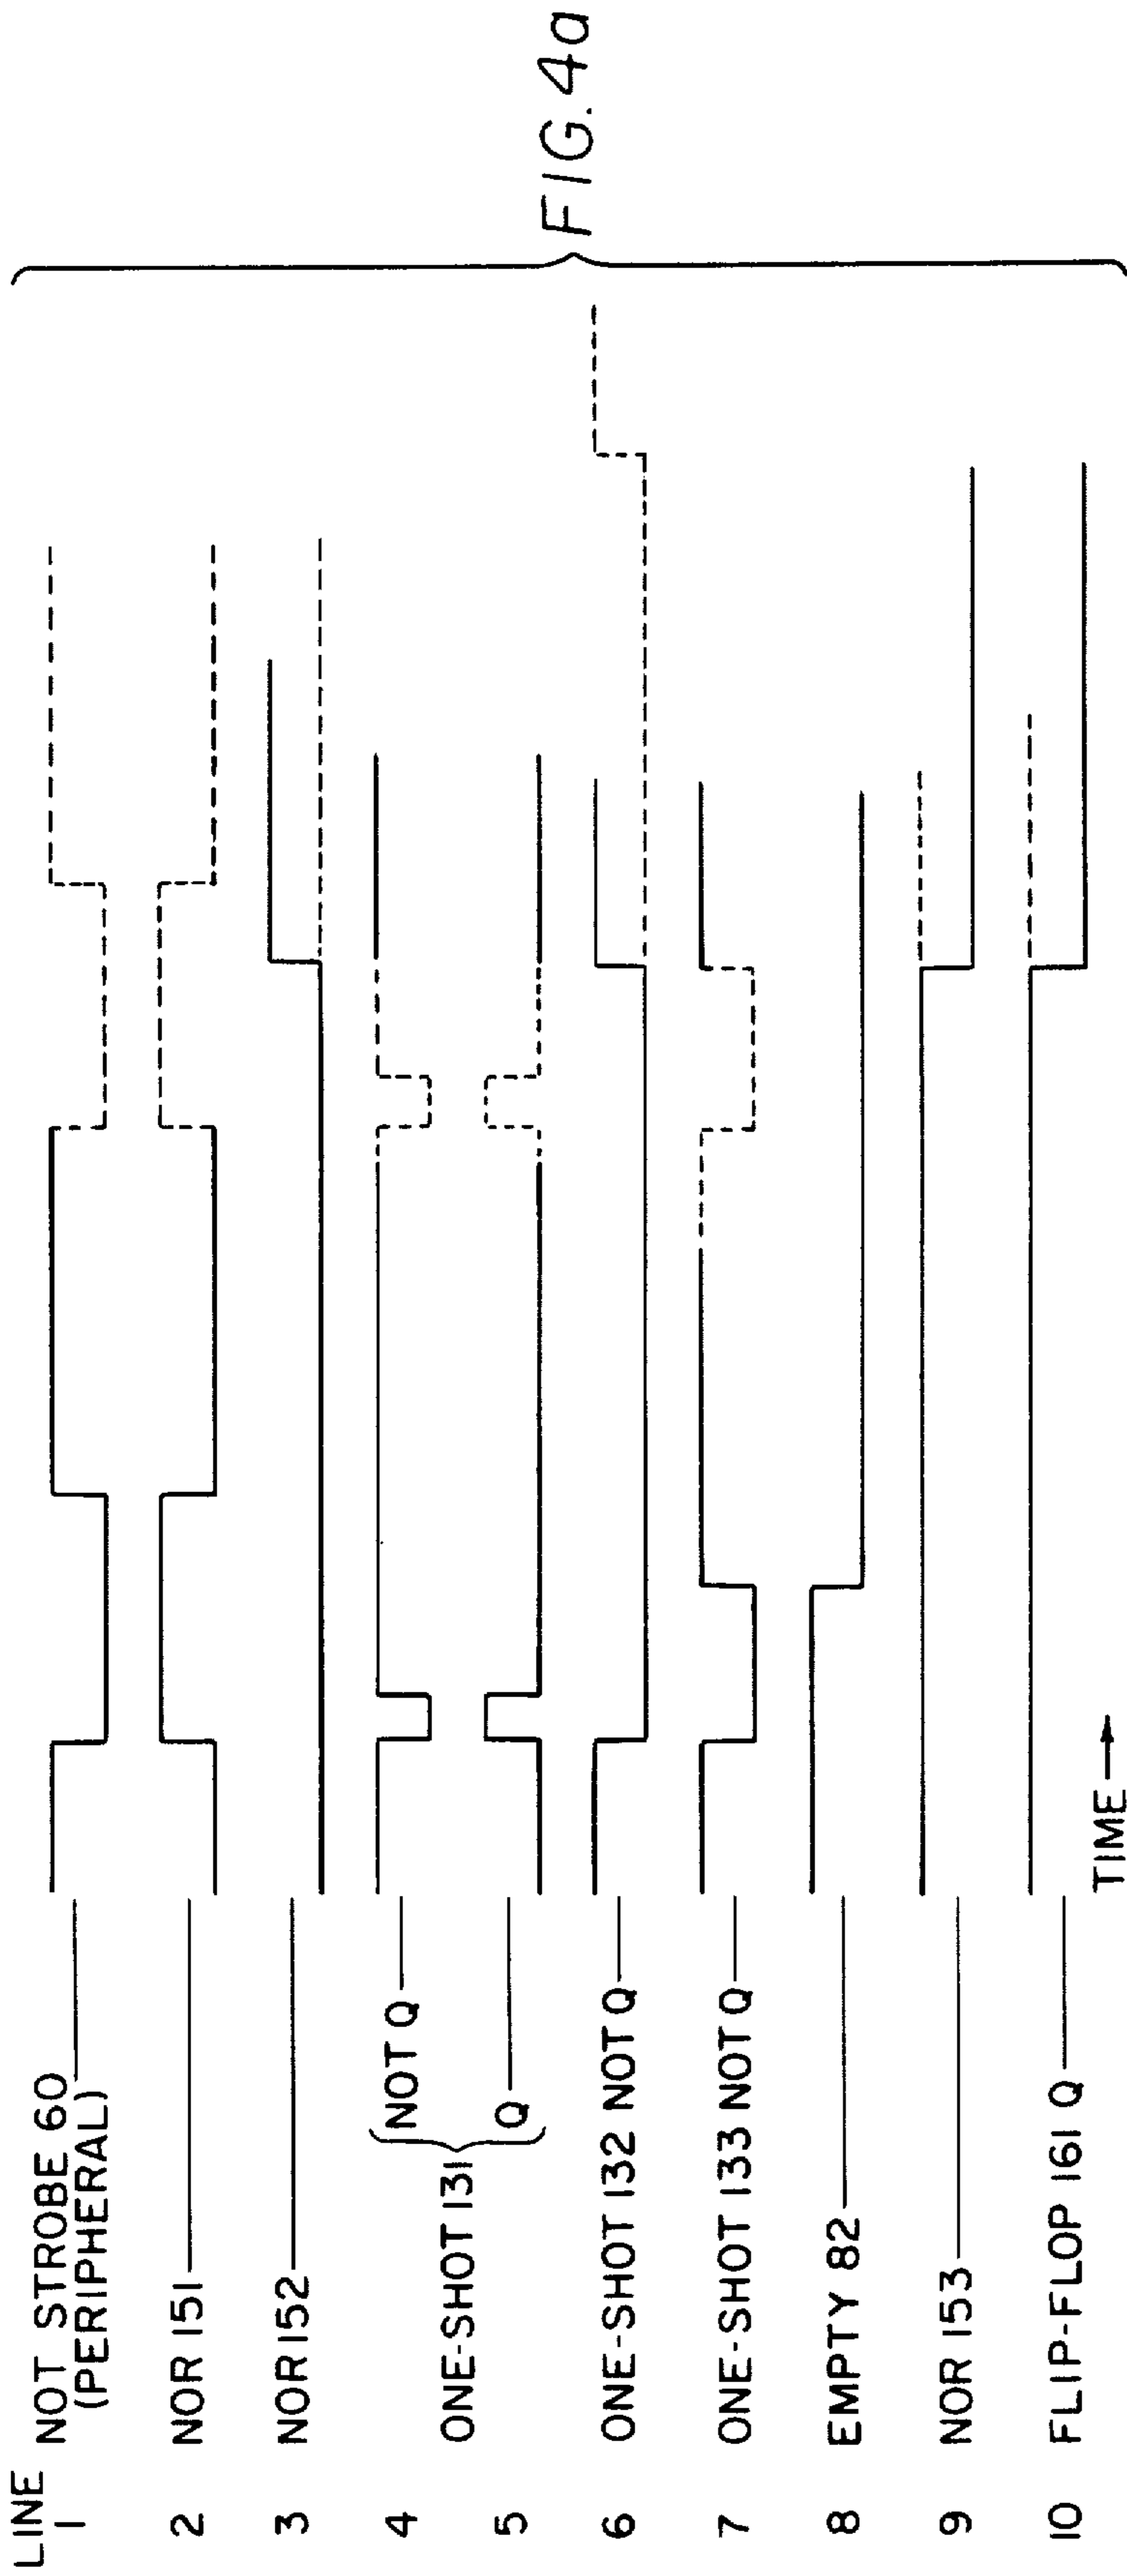 LINE
1 NOT STROBE 60
(PERIPHERAL)
2 NOR 151
3 NOR 152
4 NOT Q
ONE-SHOT 131
5 Q
6 ONE-SHOT 132 NOT Q
7 ONE-SHOT 133 NOT Q
8 EMPTY 82
9 NOR 153
10 FLIP-FLOP 161 Q
TIME
FIG. 4a